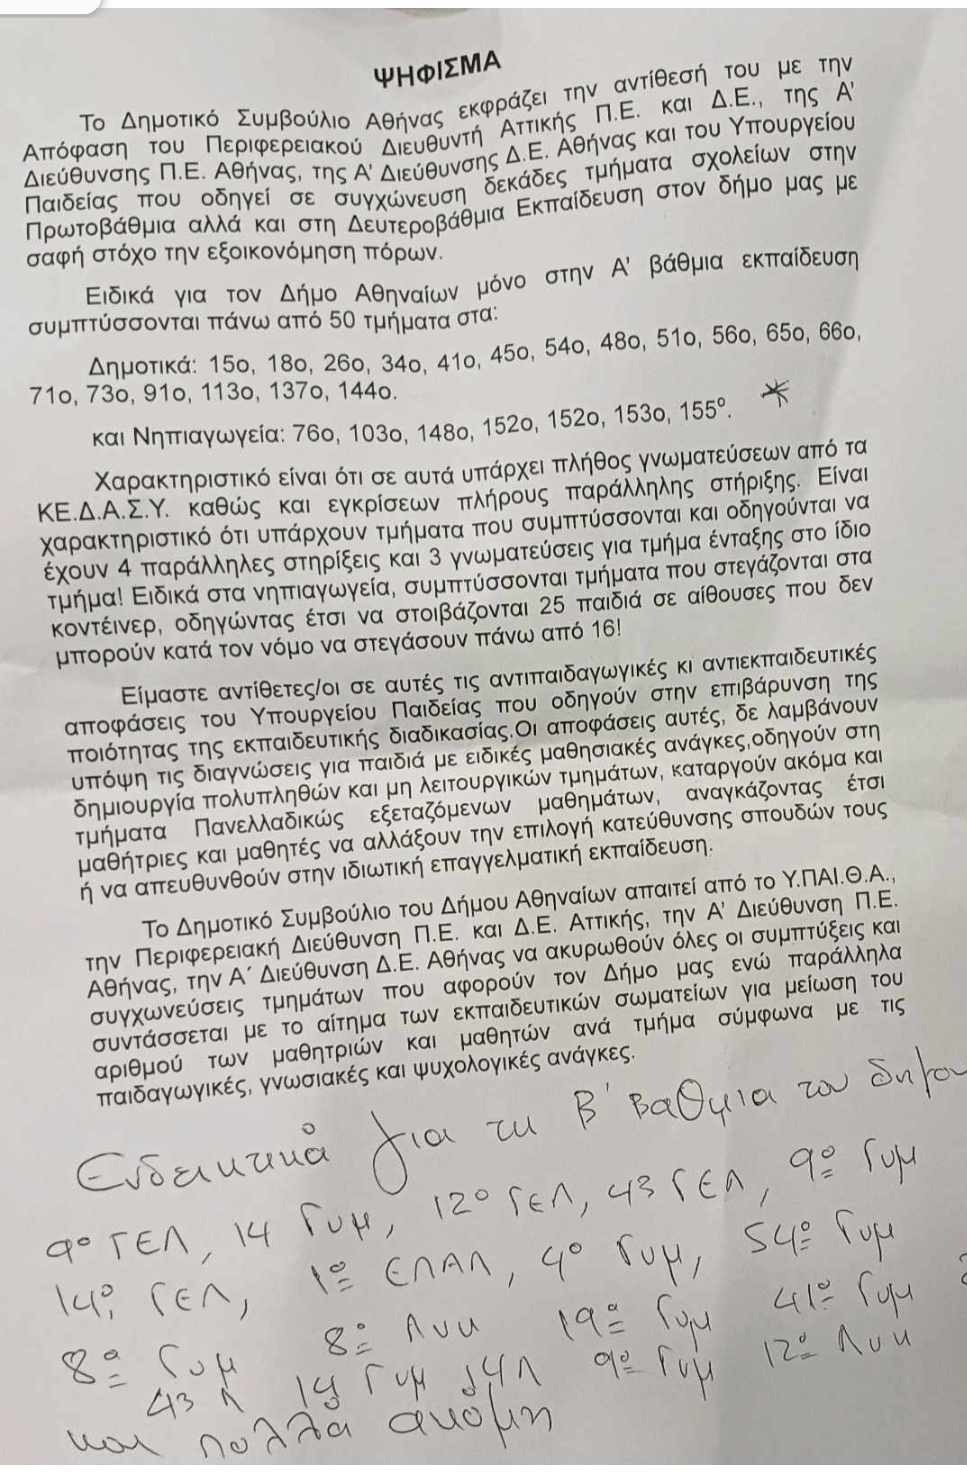 ΨΗΦΙΣΜΑ
Το Δημοτικό Συμβούλιο Αθήνας εκφράζει την αντίθεσή του με την
Απόφαση του Περιφερειακού Διευθυντή Αττικής Π.Ε. και Δ.Ε., της Α'
Διεύθυνσης Π.Ε. Αθήνας, της Α' Διεύθυνσης Δ.Ε. Αθήνας και του Υπουργείου
Παιδείας που οδηγεί σε συγχώνευση δεκάδες τμήματα σχολείων στην
Πρωτοβάθμια αλλά και στη Δευτεροβάθμια Εκπαίδευση στον δήμο μας με
σαφή στόχο την εξοικονόμηση πόρων.
Ειδικά για τον Δήμο Αθηναίων μόνο στην Α' βάθμια εκπαίδευση
συμπτύσσονται πάνω από 50 τμήματα στα:
Δημοτικά: 15ο, 18ο, 26ο, 34ο, 41ο, 45ο, 54ο, 48ο, 51ο, 56ο, 65ο, 66ο,
71ο, 73ο, 91ο, 113ο, 137ο, 144ο.
και Νηπιαγωγεία: 76ο, 103ο, 148ο, 152ο, 152ο, 153ο, 155º.
Χαρακτηριστικό είναι ότι σε αυτά υπάρχει πλήθος γνωματεύσεων από τα
ΚΕ.Δ.Α.Σ.Υ. καθώς και εγκρίσεων πλήρους παράλληλης στήριξης. Είναι
χαρακτηριστικό ότι υπάρχουν τμήματα που συμπτύσσονται και οδηγούνται να
έχουν 4 παράλληλες στηρίξεις και 3 γνωματεύσεις για τμήμα ένταξης στο ίδιο
τμήμα! Ειδικά στα νηπιαγωγεία, συμπτύσσονται τμήματα που στεγάζονται στα
κοντέινερ, οδηγώντας έτσι να στοιβάζονται 25 παιδιά σε αίθουσες που δεν
μπορούν κατά τον νόμο να στεγάσουν πάνω από 16!
Είμαστε αντίθετες/οι σε αυτές τις αντιπαιδαγωγικές κι αντιεκπαιδευτικές
αποφάσεις του Υπουργείου Παιδείας που οδηγούν στην επιβάρυνση της
ποιότητας της εκπαιδευτικής διαδικασίας.Οι αποφάσεις αυτές, δε λαμβάνουν
υπόψη τις διαγνώσεις για παιδιά με ειδικές μαθησιακές ανάγκες,οδηγούν στη
δημιουργία πολυπληθών και μη λειτουργικών τμημάτων, καταργούν ακόμα και
τμήματα Πανελλαδικώς εξεταζόμενων μαθημάτων, αναγκάζοντας έτσι
μαθήτριες και μαθητές να αλλάξουν την επιλογή κατεύθυνσης σπουδών τους
ή να απευθυνθούν στην ιδιωτική επαγγελματική εκπαίδευση.
Το Δημοτικό Συμβούλιο του Δήμου Αθηναίων απαιτεί από το Υ.ΠΑΙ.Θ.Α.,
την Περιφερειακή Διεύθυνση Π.Ε. και Δ.Ε. Αττικής, την Α' Διεύθυνση Π.Ε.
Αθήνας, την Α΄ Διεύθυνση Δ.Ε. Αθήνας να ακυρωθούν όλες οι συμπτύξεις και
συγχωνεύσεις τμημάτων που αφορούν τον Δήμο μας ενώ παράλληλα
συντάσσεται με το αίτημα των εκπαιδευτικών σωματείων για μείωση του
αριθμού των μαθητριών και μαθητών ανά τμήμα σύμφωνα με τις
παιδαγωγικές, γνωσιακές και ψυχολογικές ανάγκες.
Ενδεικτικά για τη Β' Βαθμια του δημου
9º ΓΕΛ, 14 Γυμ, 12º ΓΕΛ, 43 ΓΕΛ, 9º Γυμ
14º, ΓΕΛ, 1º ΕΠΑΛ, 4º Γυμ, 54º Γυμ
8º Γυμ 8º Λυκ 19º Γυμ 41º Γυμ
43 Λ Γυμ 14 Λ 9º Γυμ 12º Λυκ
και πολλα ακόμη